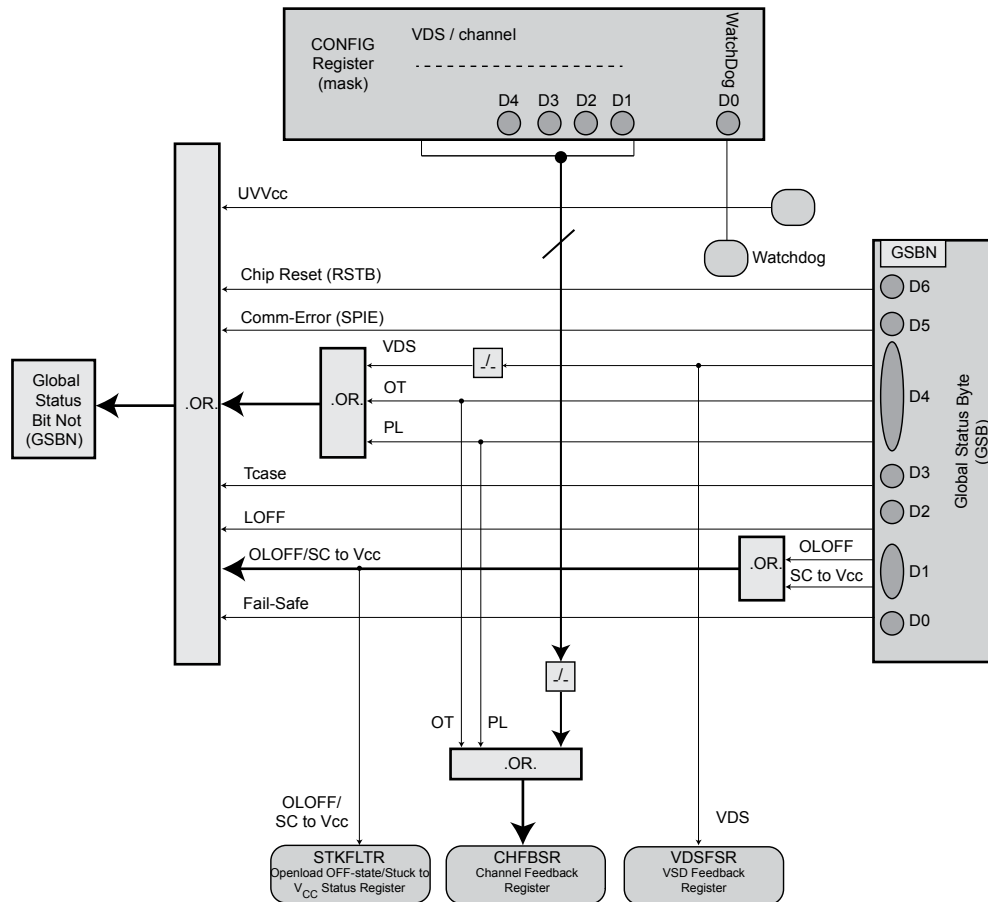 CONFIG
Register
(mask)
VDS / channel
WatchDog
D4
D3
D2
D1
D0
UVVcc
Watchdog
GSBN
Chip Reset (RSTB)
D6
Comm-Error (SPIE)
D5
VDS
-/-
OT
PL
D4
.OR.
.OR.
Global
Status
Bit Not
(GSBN)
Global Status Byte
(GSB)
Tcase
D3
LOFF
D2
OLOFF/SC to Vcc
.OR.
OLOFF
SC to Vcc
D1
Fail-Safe
D0
-/-
OT
PL
.OR.
OLOFF/
SC to Vcc
VDS
STKFLTR
Openload OFF-state/Stuck to
VCC Status Register
CHFBSR
Channel Feedback
Register
VDSFSR
VSD Feedback
Register